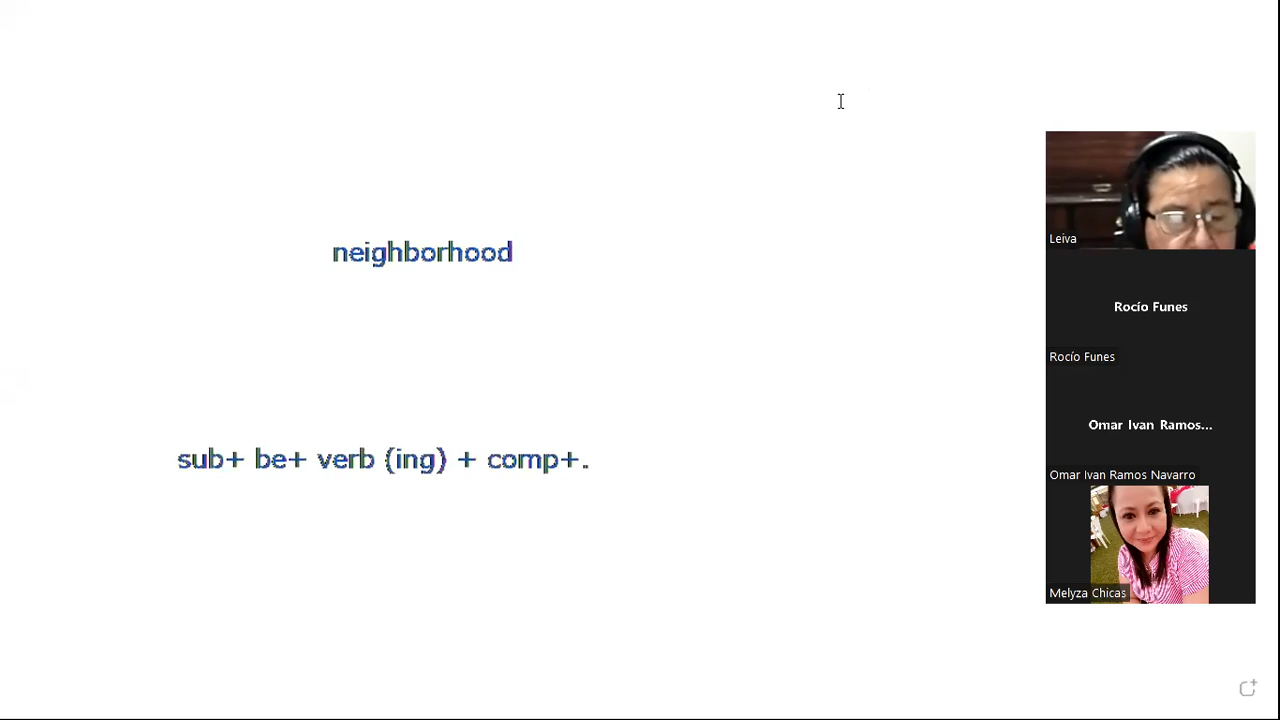 neighborhood
sub+ be+ verb (ing) + comp+.
Leiva
Rocío Funes
Rocío Funes
Omar Ivan Ramos...
Omar Ivan Ramos Navarro
Melyza Chicas